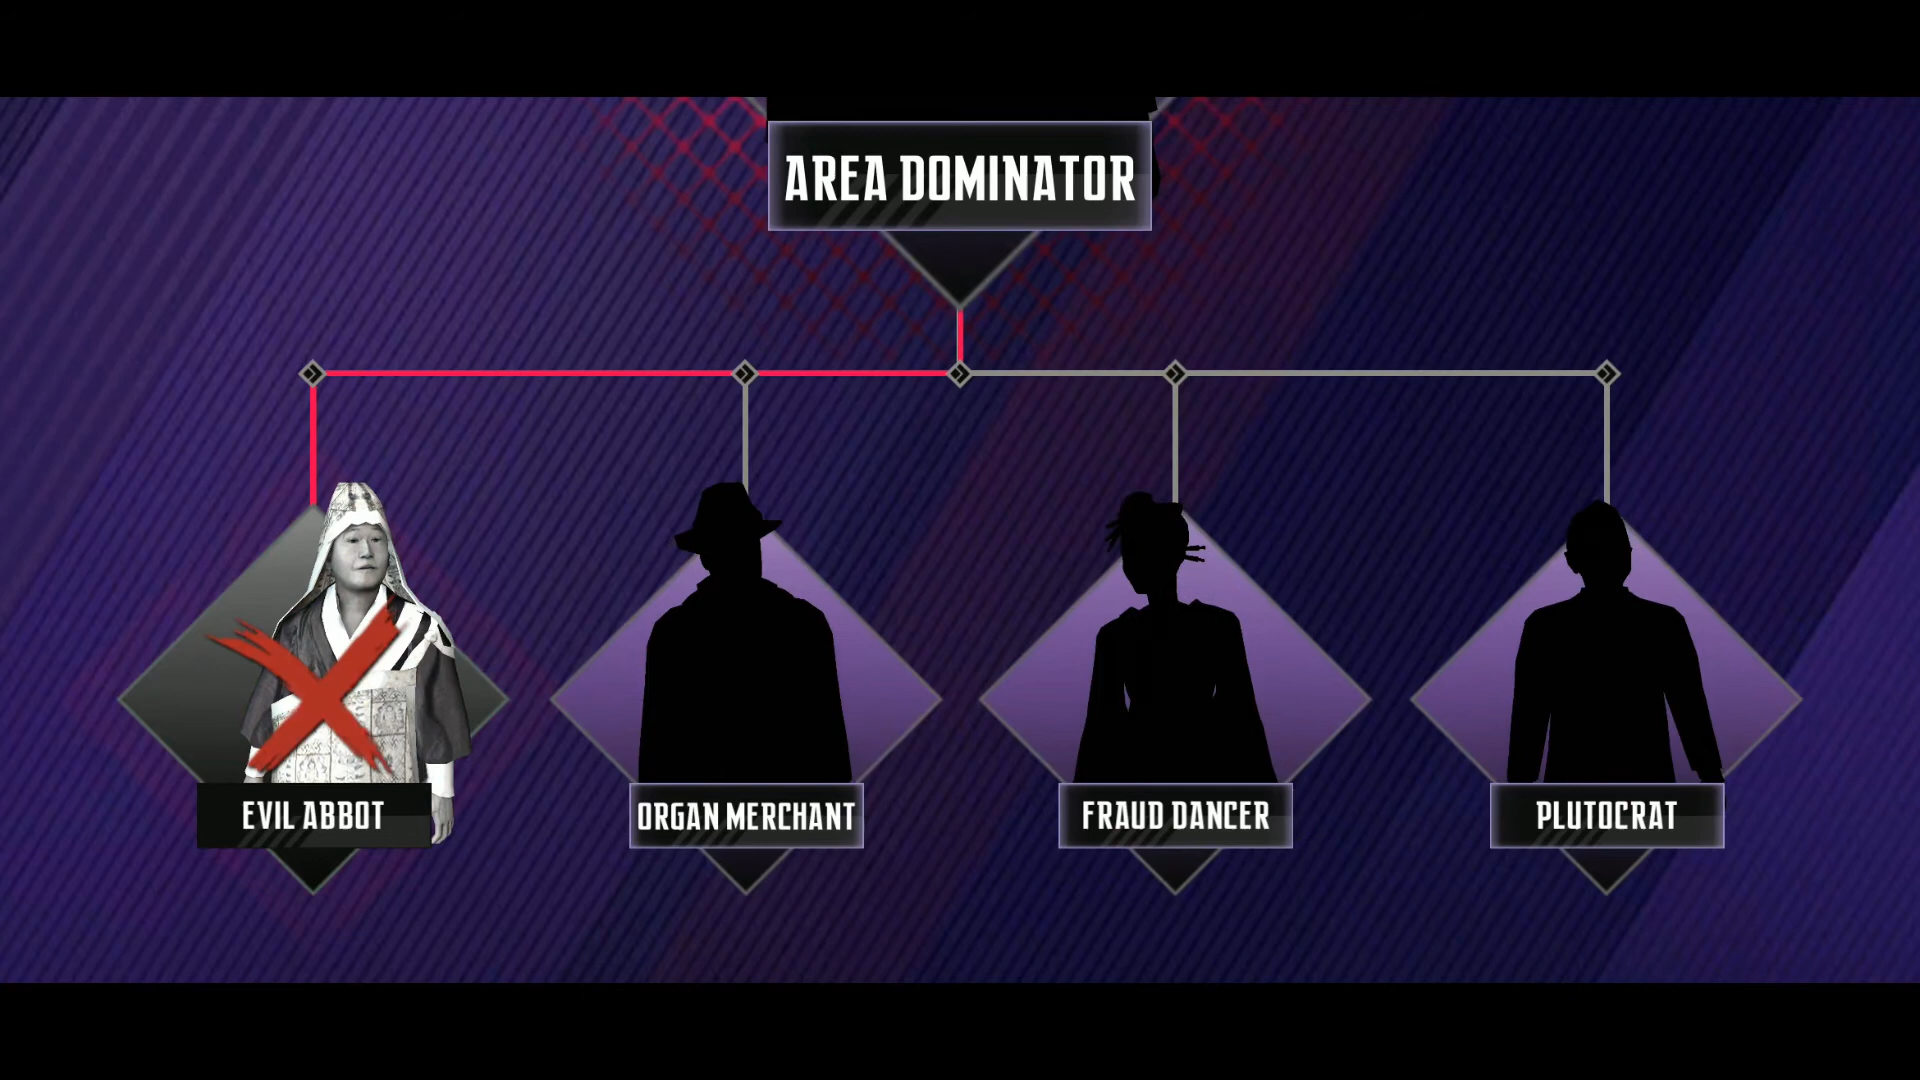 AREA DOMINATOR
EVIL ABBOT
ORGAN MERCHANT
FRAUD DANCER
PLUTOCRAT